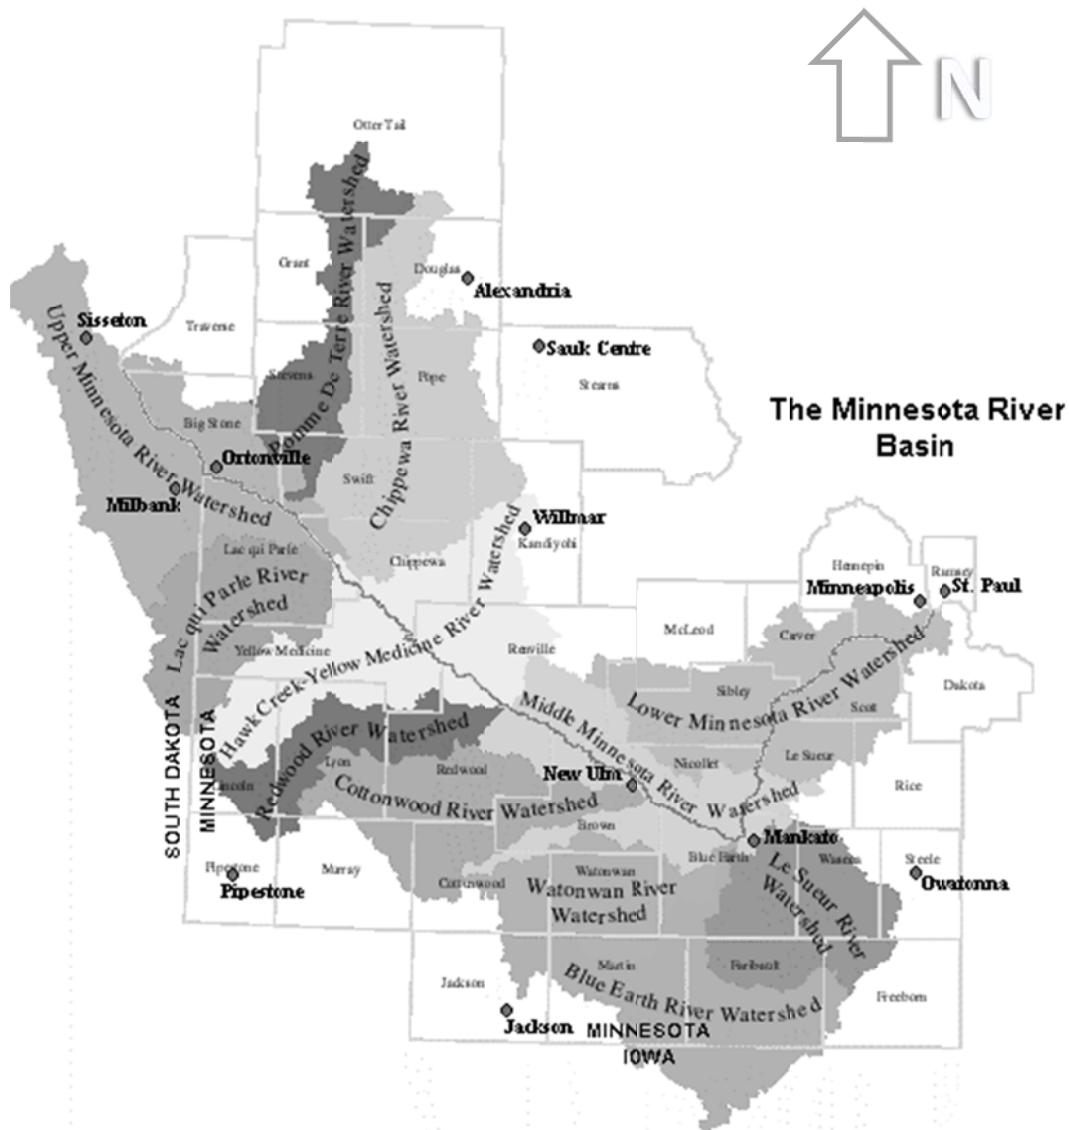 N
Otter Tail
Grant
Douglas
Alexandria
Sisseton
Traverse
Sauk Centre
Stearns
Stevens
Pope
The Minnesota River
Basin
Big Stone
Ortonville
Swift
Milbank
Willmar
Kandiyohi
Lac qui Parle
Chippewa
Hennepin
Ramsey
Minneapolis
St. Paul
McLeod
Carver
Yellow Medicine
Renville
Dakota
Sibley
Scott
Lyon
Redwood
New Ulm
Nicollet
Le Sueur
Rice
Lincoln
Brown
Mankato
Blue Earth
Waseca
Steele
Owatonna
Pipestone
Pipestone
Murray
Cottonwood
Watonwan
Jackson
Martin
Faribault
Freeborn
Jackson
MINNESOTA
IOWA
SOUTH DAKOTA
MINNESOTA
Pomme De Terre River Watershed
Chippewa River Watershed
Upper Minnesota River Watershed
Lac qui Parle River
Watershed
Hawk Creek-Yellow Medicine River Watershed
Redwood River Watershed
Cottonwood River Watershed
Middle Minnesota River Watershed
Lower Minnesota River Watershed
Watonwan River
Watershed
Le Sueur River
Watershed
Blue Earth River Watershed